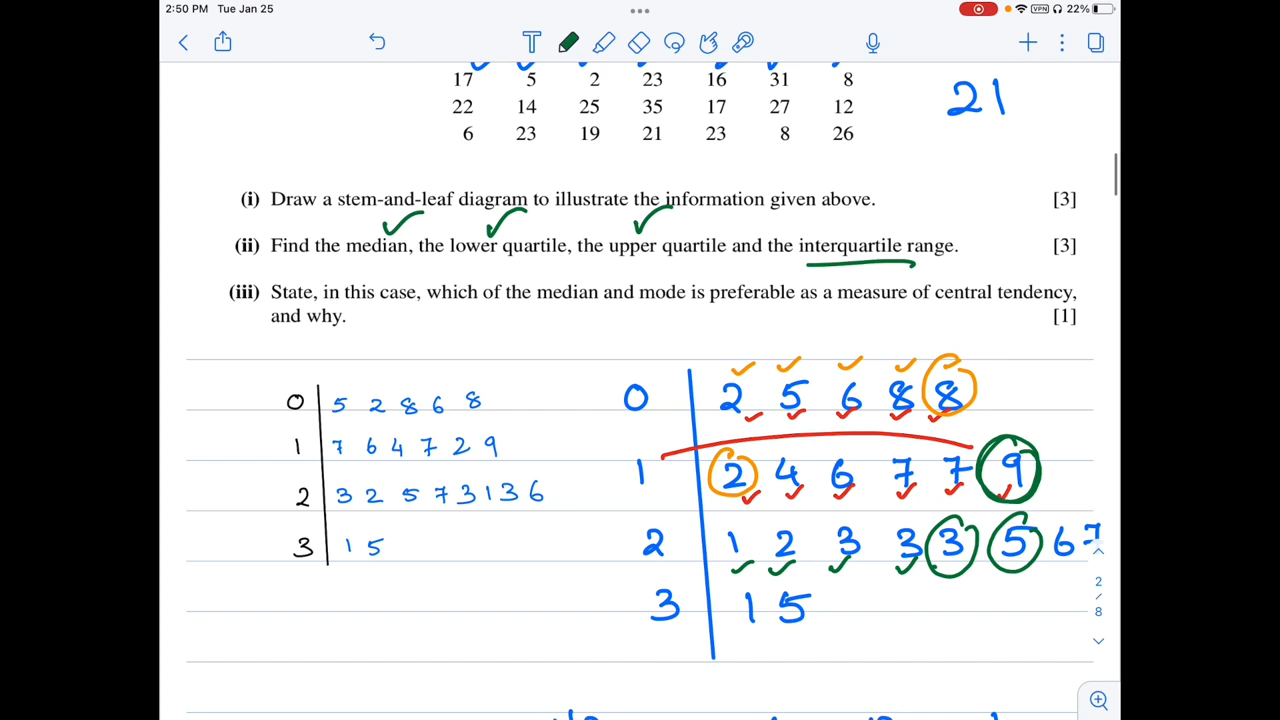 2:50 PM Tue Jan 25
VPN 22%
T
17 5 2 23 16 31 8
22 14 25 35 17 27 12
6 23 19 21 23 8 26
21
(i) Draw a stem-and-leaf diagram to illustrate the information given above. [3]
(ii) Find the median, the lower quartile, the upper quartile and the interquartile range. [3]
(iii) State, in this case, which of the median and mode is preferable as a measure of central tendency,
and why. [1]
0 5 2 8 6 8
1 7 6 4 7 2 9
2 3 2 5 7 3 1 3 6
3 1 5
0 2 5 6 8 8
1 2 4 6 7 7 9
2 1 2 3 3 3 5 6 7
3 1 5
2
/
8